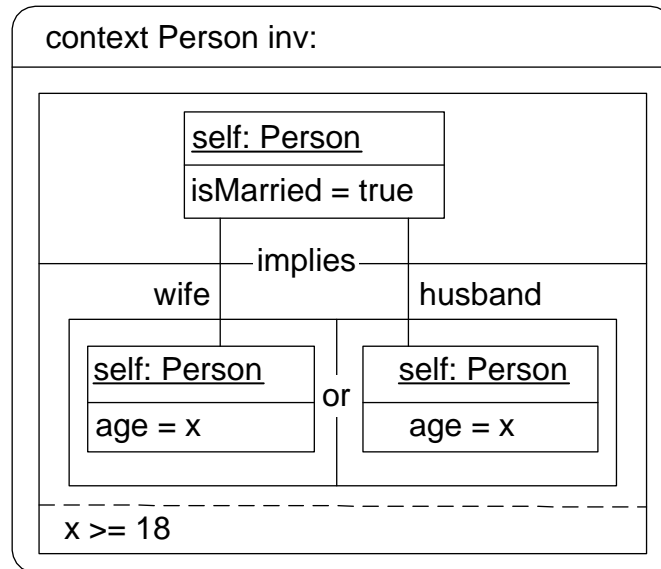 context Person inv:
self: Person
isMarried = true
implies
wife
husband
self: Person
age = x
or
self: Person
age = x
x >= 18